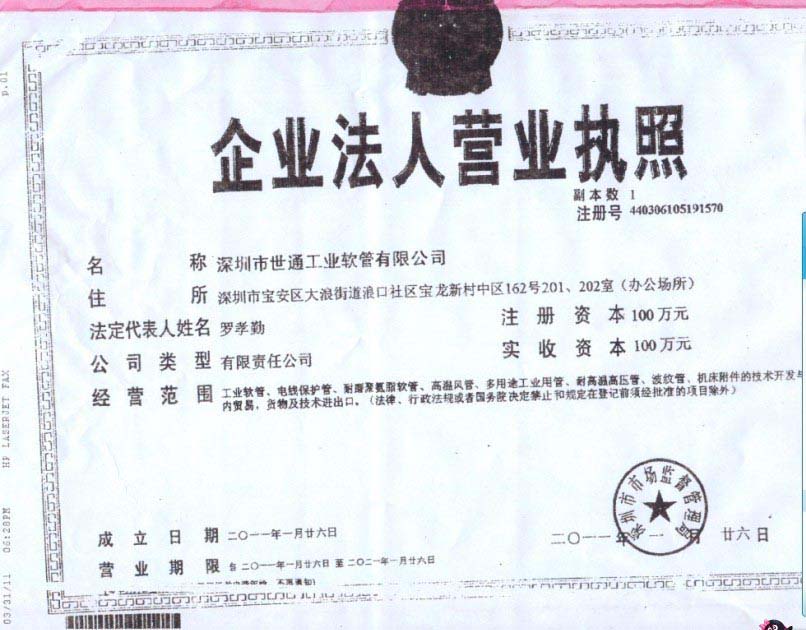 企业法人营业执照
副本数 1
注册号 440306105191570
名称 深圳市世通工业软管有限公司
住所 深圳市宝安区大浪街道浪口社区宝龙新村中区162号201、202室(办公场所)
法定代表人姓名 罗孝勤
注册资本 100万元
公司类型 有限责任公司
实收资本 100万元
经营范围 工业软管、电线保护管、耐磨聚氨脂软管、高温风管、多用途工业用管、耐高温高压管、波纹管、机床附件的技术开发与
内贸易,货物及技术进出口。(法律、行政法规或者国务院决定禁止和规定在登记前须经批准的项目除外)
深圳市市场监督管理局
成立日期 二〇一一年一月廿六日
二〇一一年一月廿六日
营业期限 自二〇一一年一月廿六日至二〇二一年一月廿六日
03/31/11 06:28PM HP LASERJET FAX p.01